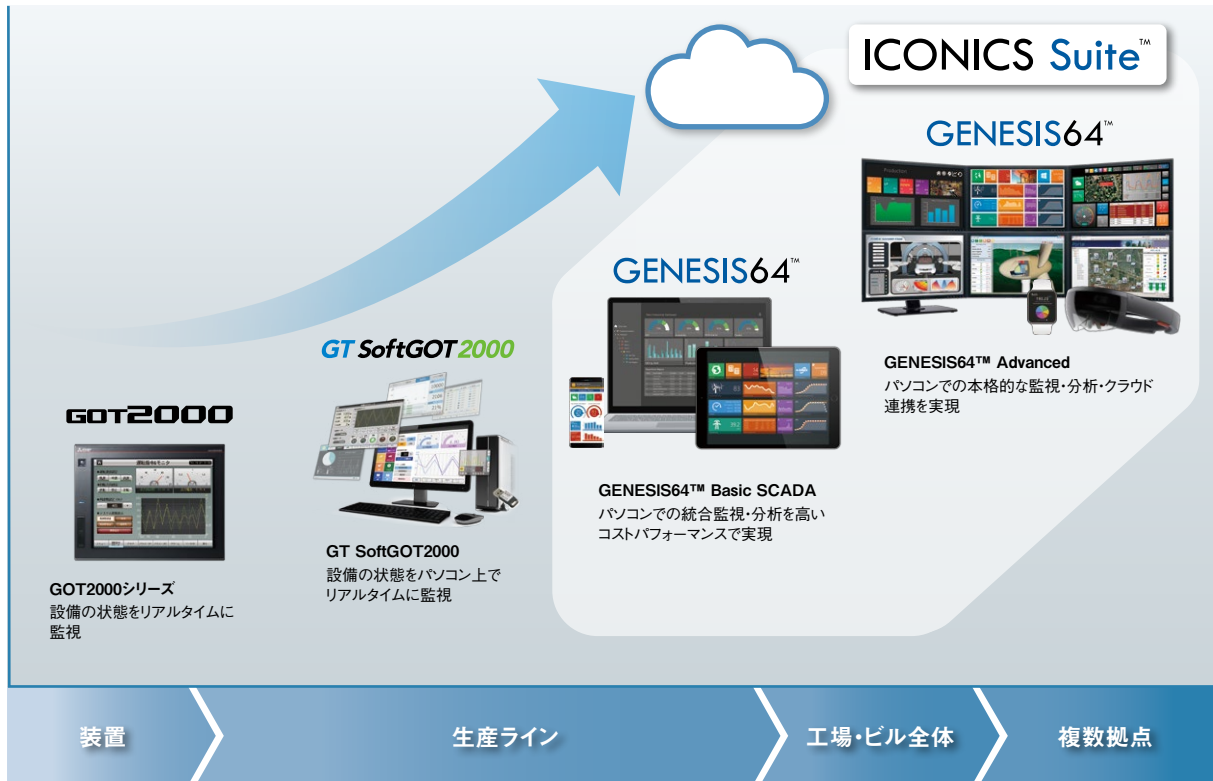 ICONICS Suite™
GENESIS64™
GENESIS64™
GENESIS64™ Advanced
パソコンでの本格的な監視・分析・クラウド
連携を実現
GT SoftGOT2000
GOT2000
GENESIS64™ Basic SCADA
パソコンでの統合監視・分析を高い
コストパフォーマンスで実現
GT SoftGOT2000
設備の状態をパソコン上で
リアルタイムに監視
GOT2000シリーズ
設備の状態をリアルタイムに
監視
装置
生産ライン
工場・ビル全体
複数拠点